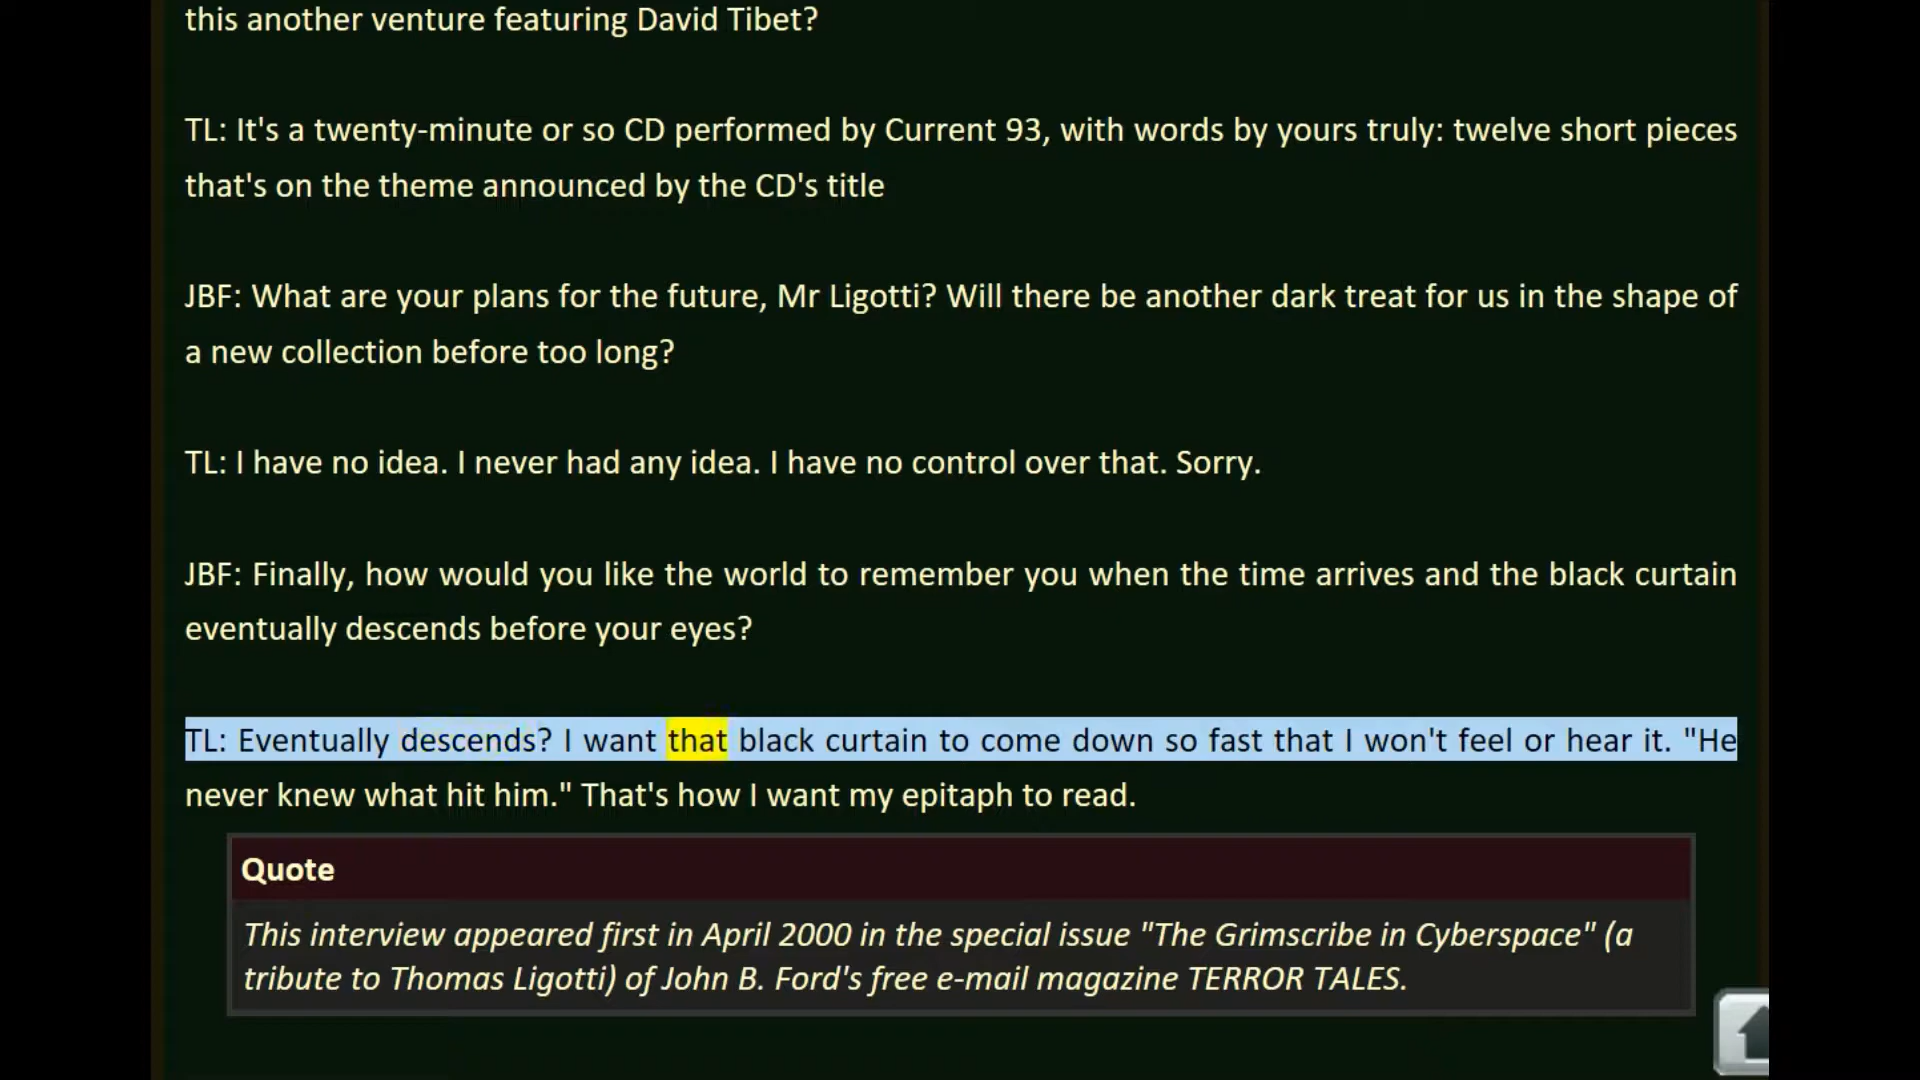 this another venture featuring David Tibet?
TL: It's a twenty-minute or so CD performed by Current 93, with words by yours truly: twelve short pieces
that's on the theme announced by the CD's title
JBF: What are your plans for the future, Mr Ligotti? Will there be another dark treat for us in the shape of
a new collection before too long?
TL: I have no idea. I never had any idea. I have no control over that. Sorry.
JBF: Finally, how would you like the world to remember you when the time arrives and the black curtain
eventually descends before your eyes?
TL: Eventually descends? I want that black curtain to come down so fast that I won't feel or hear it. "He
never knew what hit him." That's how I want my epitaph to read.
Quote
This interview appeared first in April 2000 in the special issue "The Grimscribe in Cyberspace" (a
tribute to Thomas Ligotti) of John B. Ford's free e-mail magazine TERROR TALES.